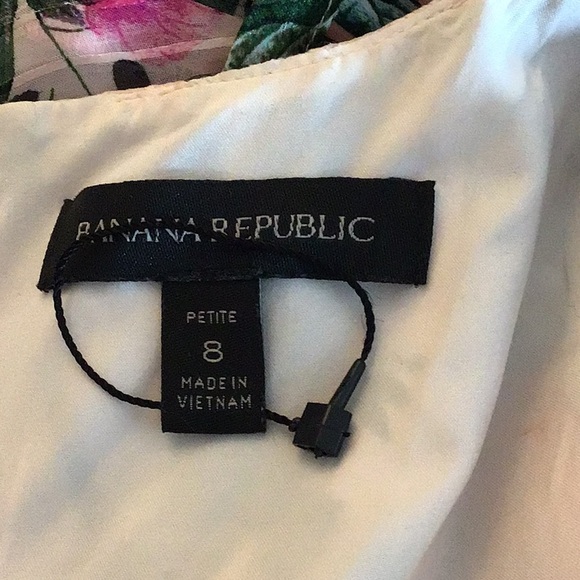 BANANA REPUBLIC
PETITE
8
MADE IN
VIETNAM